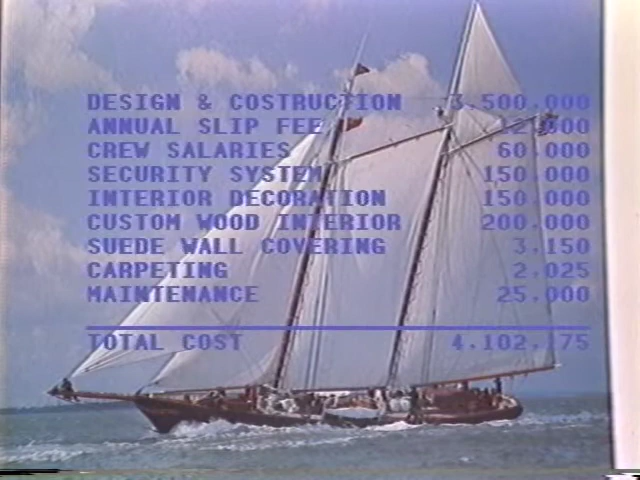 DESIGN & COSTRUCTION 3.500.000
ANNUAL SLIP FEE 12.000
CREW SALARIES 60.000
SECURITY SYSTEM 150.000
INTERIOR DECORATION 150.000
CUSTOM WOOD INTERIOR 200.000
SUEDE WALL COVERING 3.150
CARPETING 2.025
MAINTENANCE 25.000
TOTAL COST 4.102.175